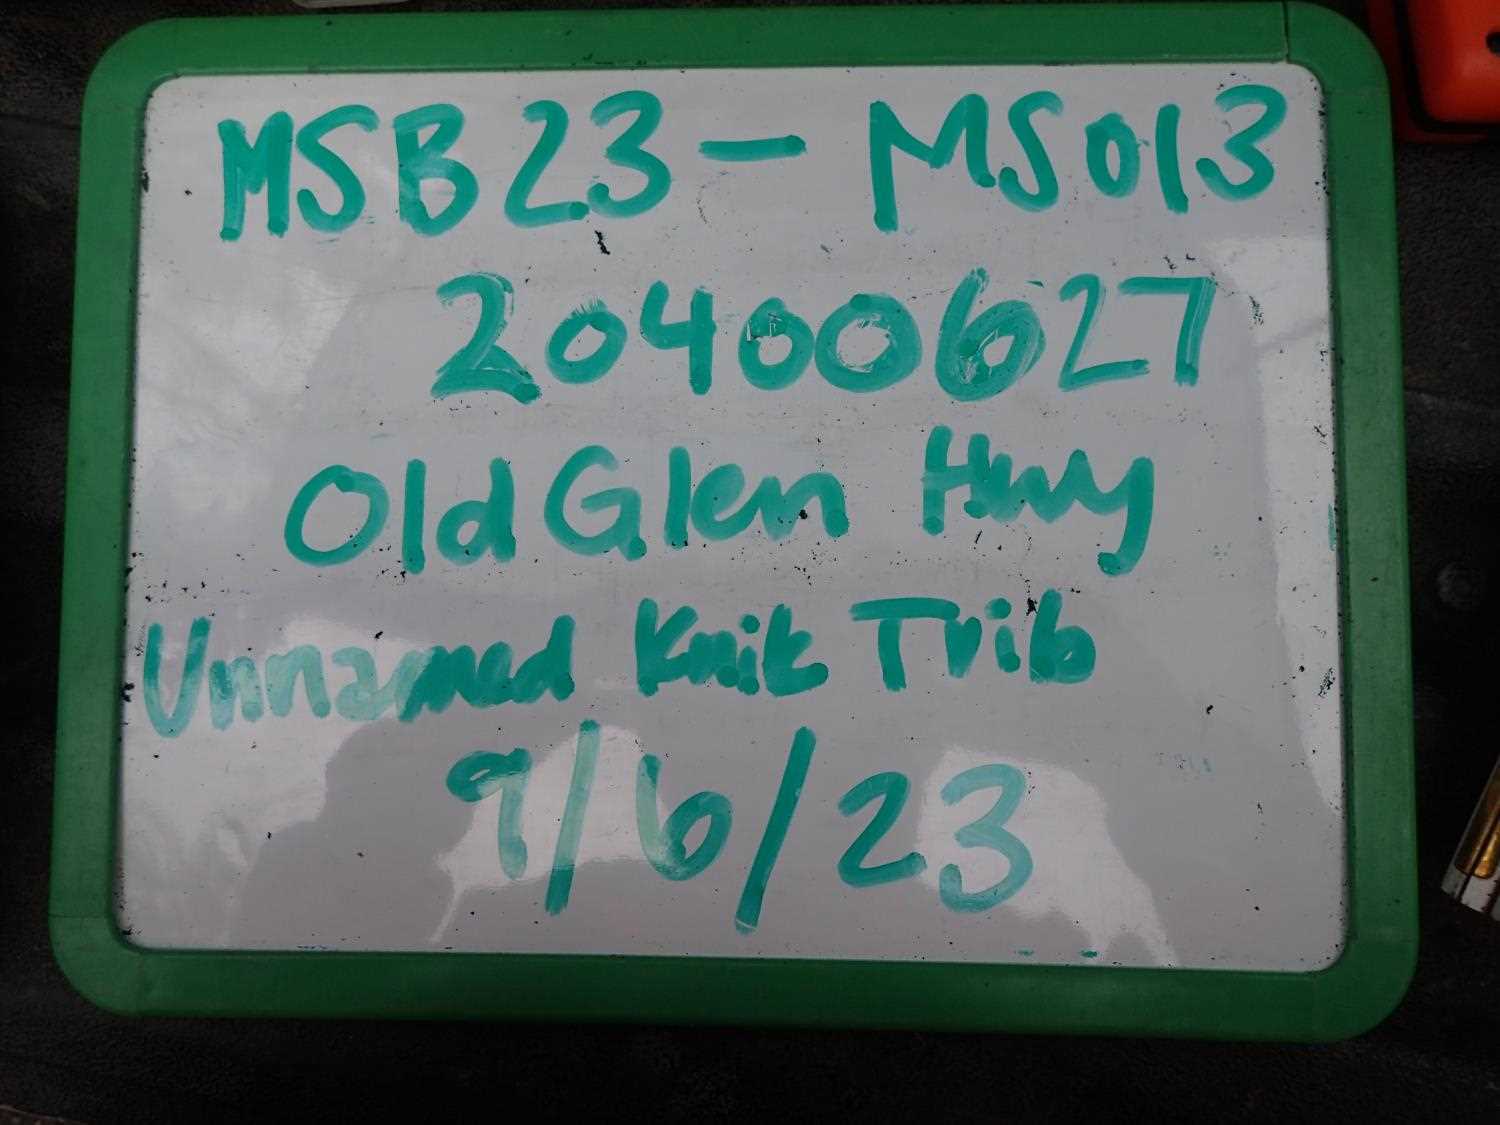 MSB23-MS013
20400627
Old Glen Hwy
Unnamed Knik Trib
9/6/23